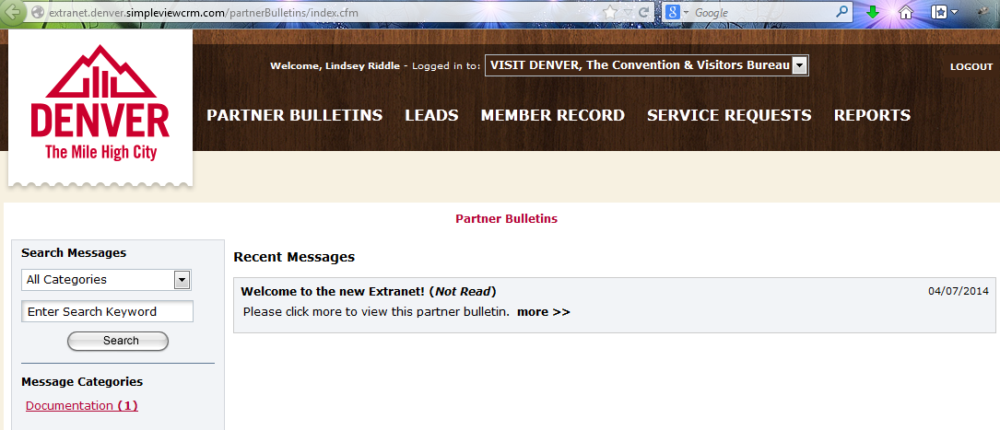 extranet.denver.simpleviewcrm.com/partnerBulletins/index.cfm
Google
Welcome, Lindsey Riddle - Logged in to: VISIT DENVER, The Convention & Visitors Bureau
LOGOUT
DENVER
The Mile High City
PARTNER BULLETINS LEADS MEMBER RECORD SERVICE REQUESTS REPORTS
Partner Bulletins
Search Messages
All Categories
Enter Search Keyword
Search
Message Categories
Documentation (1)
Recent Messages
Welcome to the new Extranet! (Not Read) 04/07/2014
Please click more to view this partner bulletin. more >>